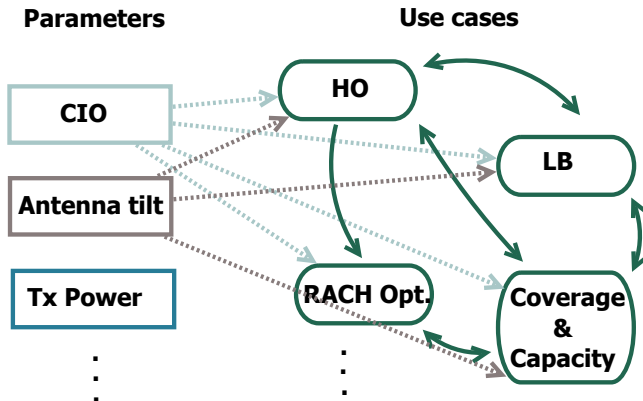 Parameters
Use cases
CIO
HO
LB
Antenna tilt
Tx Power
RACH Opt.
Coverage
&
Capacity